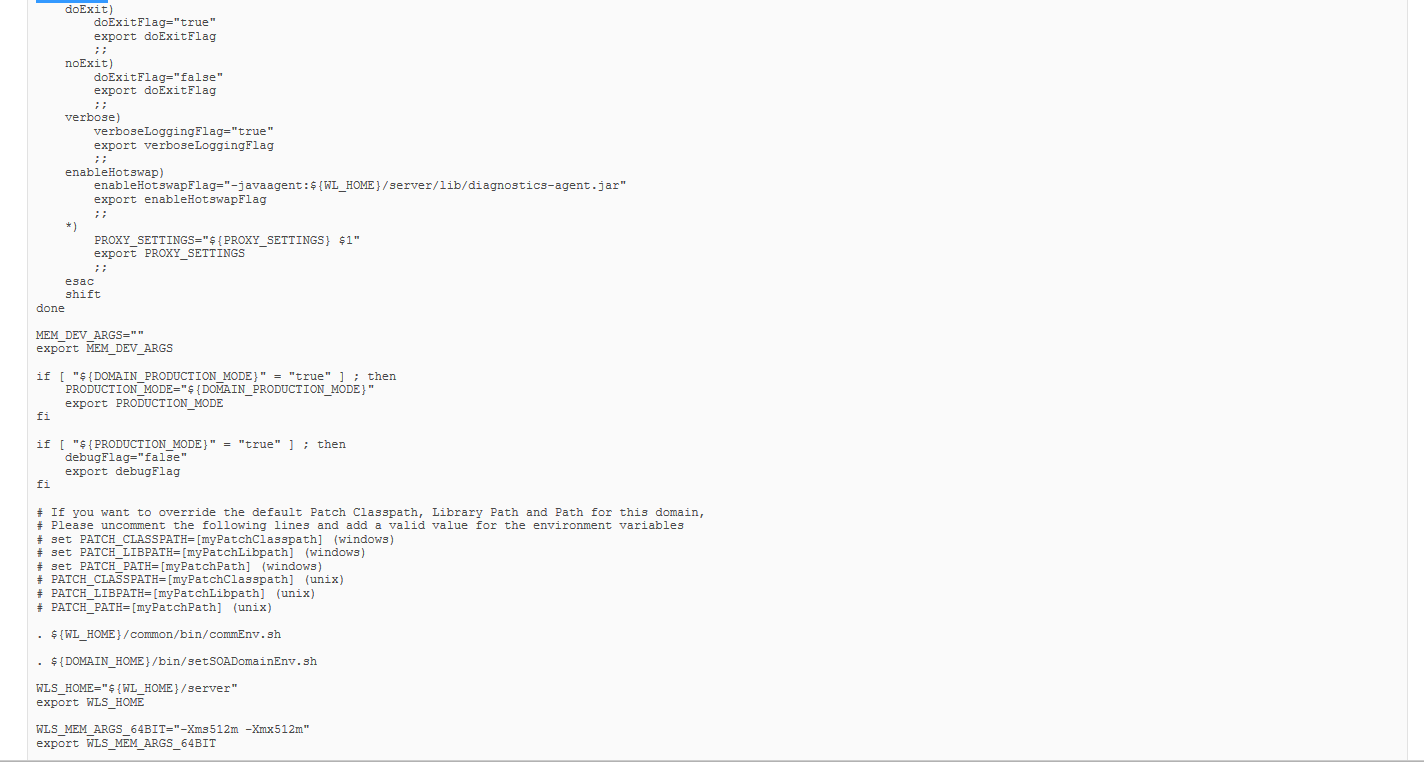 doExit)
doExitFlag="true"
export doExitFlag
;;
noExit)
doExitFlag="false"
export doExitFlag
;;
verbose)
verboseLoggingFlag="true"
export verboseLoggingFlag
;;
enableHotswap)
enableHotswapFlag="-javaagent:${WL_HOME}/server/lib/diagnostics-agent.jar"
export enableHotswapFlag
;;
*)
PROXY_SETTINGS="${PROXY_SETTINGS} $1"
export PROXY_SETTINGS
;;
esac
shift
done
MEM_DEV_ARGS=""
export MEM_DEV_ARGS
if [ "${DOMAIN_PRODUCTION_MODE}" = "true" ] ; then
PRODUCTION_MODE="${DOMAIN_PRODUCTION_MODE}"
export PRODUCTION_MODE
fi
if [ "${PRODUCTION_MODE}" = "true" ] ; then
debugFlag="false"
export debugFlag
fi
# If you want to override the default Patch Classpath, Library Path and Path for this domain,
# Please uncomment the following lines and add a valid value for the environment variables
# set PATCH_CLASSPATH=[myPatchClasspath] (windows)
# set PATCH_LIBPATH=[myPatchLibpath] (windows)
# set PATCH_PATH=[myPatchPath] (windows)
# PATCH_CLASSPATH=[myPatchClasspath] (unix)
# PATCH_LIBPATH=[myPatchLibpath] (unix)
# PATCH_PATH=[myPatchPath] (unix)
. ${WL_HOME}/common/bin/commEnv.sh
. ${DOMAIN_HOME}/bin/setSOADomainEnv.sh
WLS_HOME="${WL_HOME}/server"
export WLS_HOME
WLS_MEM_ARGS_64BIT="-Xms512m -Xmx512m"
export WLS_MEM_ARGS_64BIT